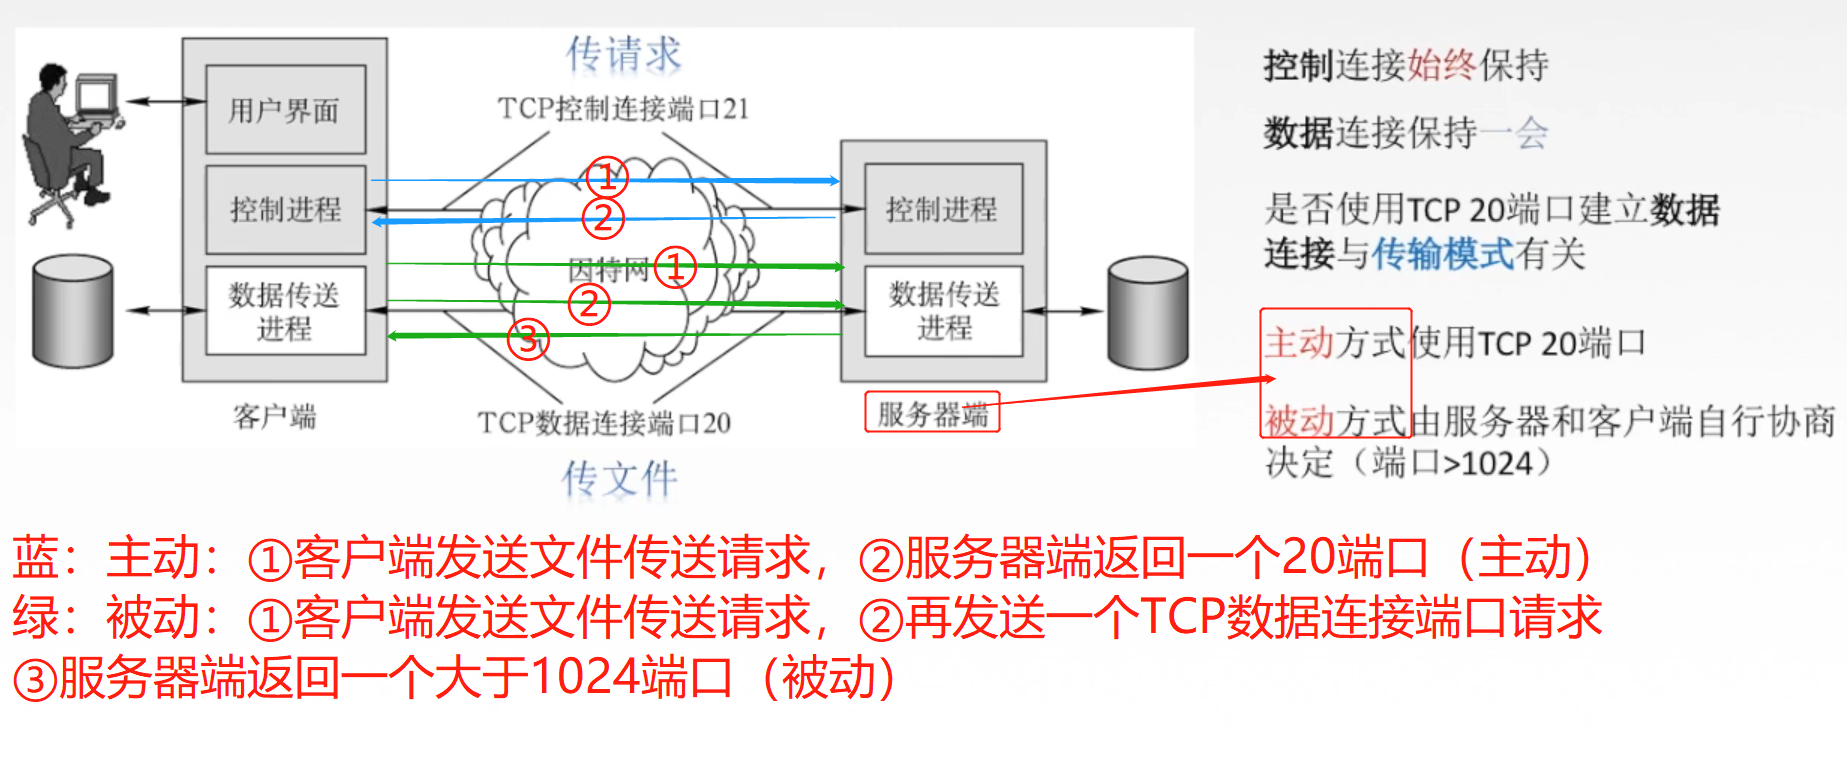 传请求
TCP控制连接端口21
用户界面
控制进程
数据传送
进程
客户端
①
②
因特网①
②
③
控制进程
数据传送
进程
服务器端
TCP数据连接端口20
传文件
控制连接始终保持
数据连接保持一会
是否使用TCP 20端口建立数据
连接与传输模式有关
主动方式使用TCP 20端口
被动方式由服务器和客户端自行协商
决定（端口>1024）
蓝：主动：①客户端发送文件传送请求，②服务器端返回一个20端口（主动）
绿：被动：①客户端发送文件传送请求，②再发送一个TCP数据连接端口请求
③服务器端返回一个大于1024端口（被动）